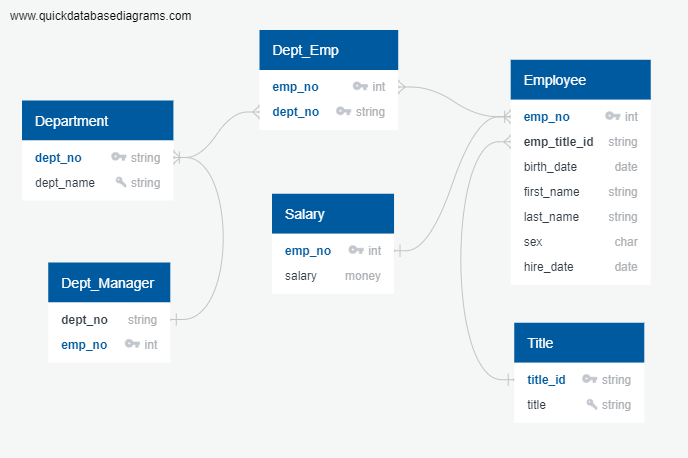 www.quickdatabasediagrams.com
Dept_Emp
emp_no int
dept_no string
Employee
emp_no int
emp_title_id string
birth_date date
first_name string
last_name string
sex char
hire_date date
Department
dept_no string
dept_name string
Salary
emp_no int
salary money
Dept_Manager
dept_no string
emp_no int
Title
title_id string
title string